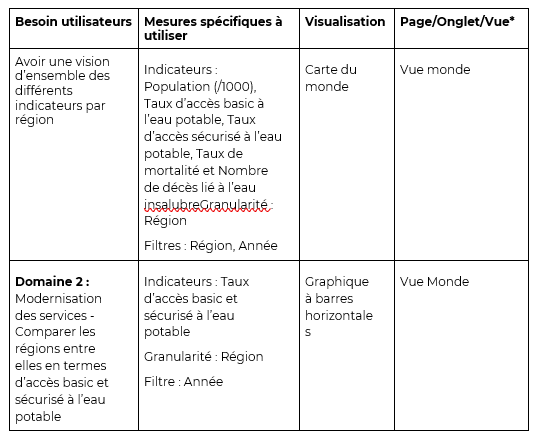 Besoin utilisateurs
Mesures spécifiques à
utiliser
Visualisation
Page/Onglet/Vue*
Avoir une vision
d'ensemble des
différents
indicateurs par
région
Indicateurs :
Population (/1000),
Taux d'accès basic à
l'eau potable, Taux
d'accès sécurisé à l'eau
potable, Taux de
mortalité et Nombre
de décès lié à l'eau
insalubreGranularité :
Région
Filtres : Région, Année
Carte du
monde
Vue monde
Domaine 2 :
Modernisation
des services -
Comparer les
régions entre
elles en termes
d'accès basic et
sécurisé à l'eau
potable
Indicateurs : Taux
d'accès basic et
sécurisé à l'eau
potable
Granularité : Région
Filtre : Année
Graphique
à barres
horizontale
s
Vue Monde